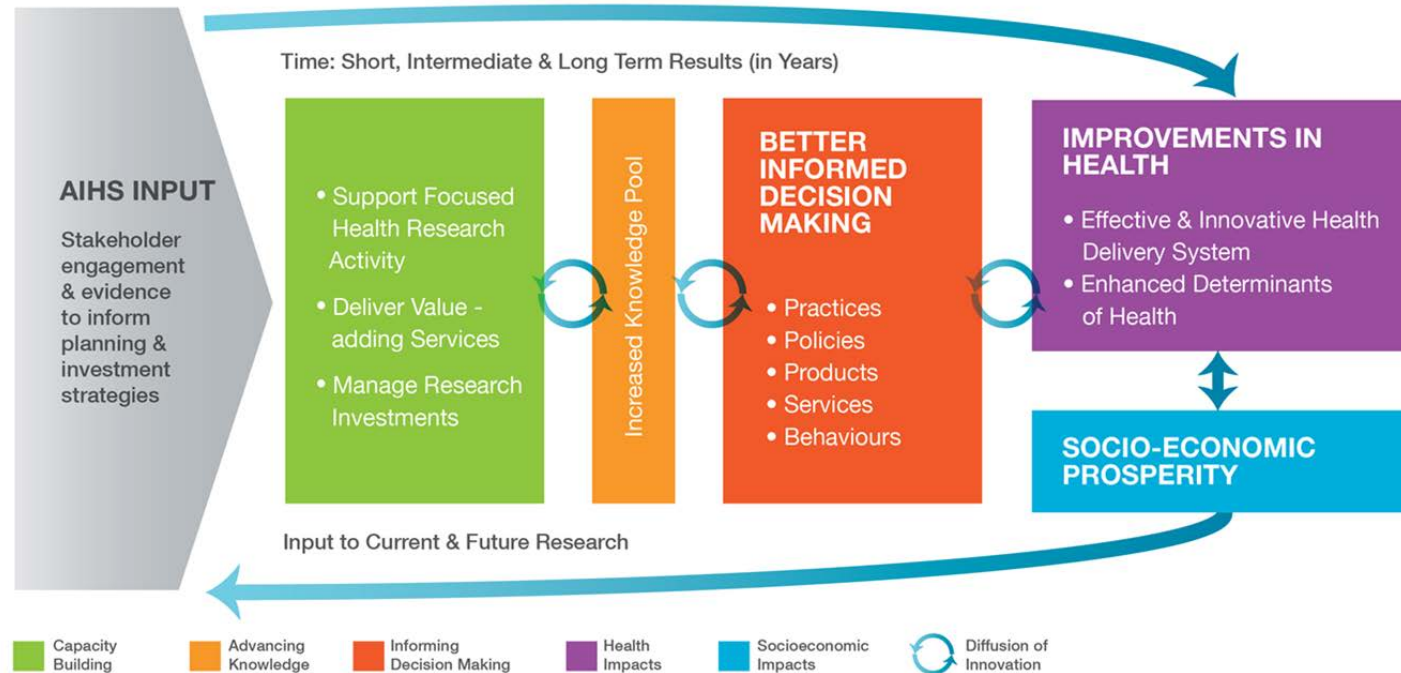 Time: Short, Intermediate & Long Term Results (in Years)
AIHS INPUT
Stakeholder
engagement
& evidence
to inform
planning &
investment
strategies
• Support Focused
Health Research
Activity
• Deliver Value -
adding Services
• Manage Research
Investments
Increased Knowledge Pool
BETTER
INFORMED
DECISION
MAKING
• Practices
• Policies
• Products
• Services
• Behaviours
IMPROVEMENTS IN
HEALTH
• Effective & Innovative Health
Delivery System
• Enhanced Determinants
of Health
SOCIO-ECONOMIC
PROSPERITY
Input to Current & Future Research
Capacity
Building
Advancing
Knowledge
Informing
Decision Making
Health
Impacts
Socioeconomic
Impacts
Diffusion of
Innovation